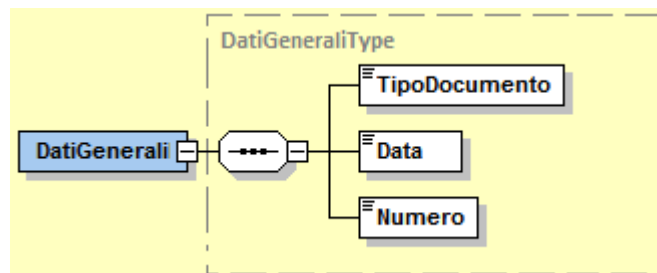 DatiGeneraliType
TipoDocumento
DatiGenerali
Data
Numero